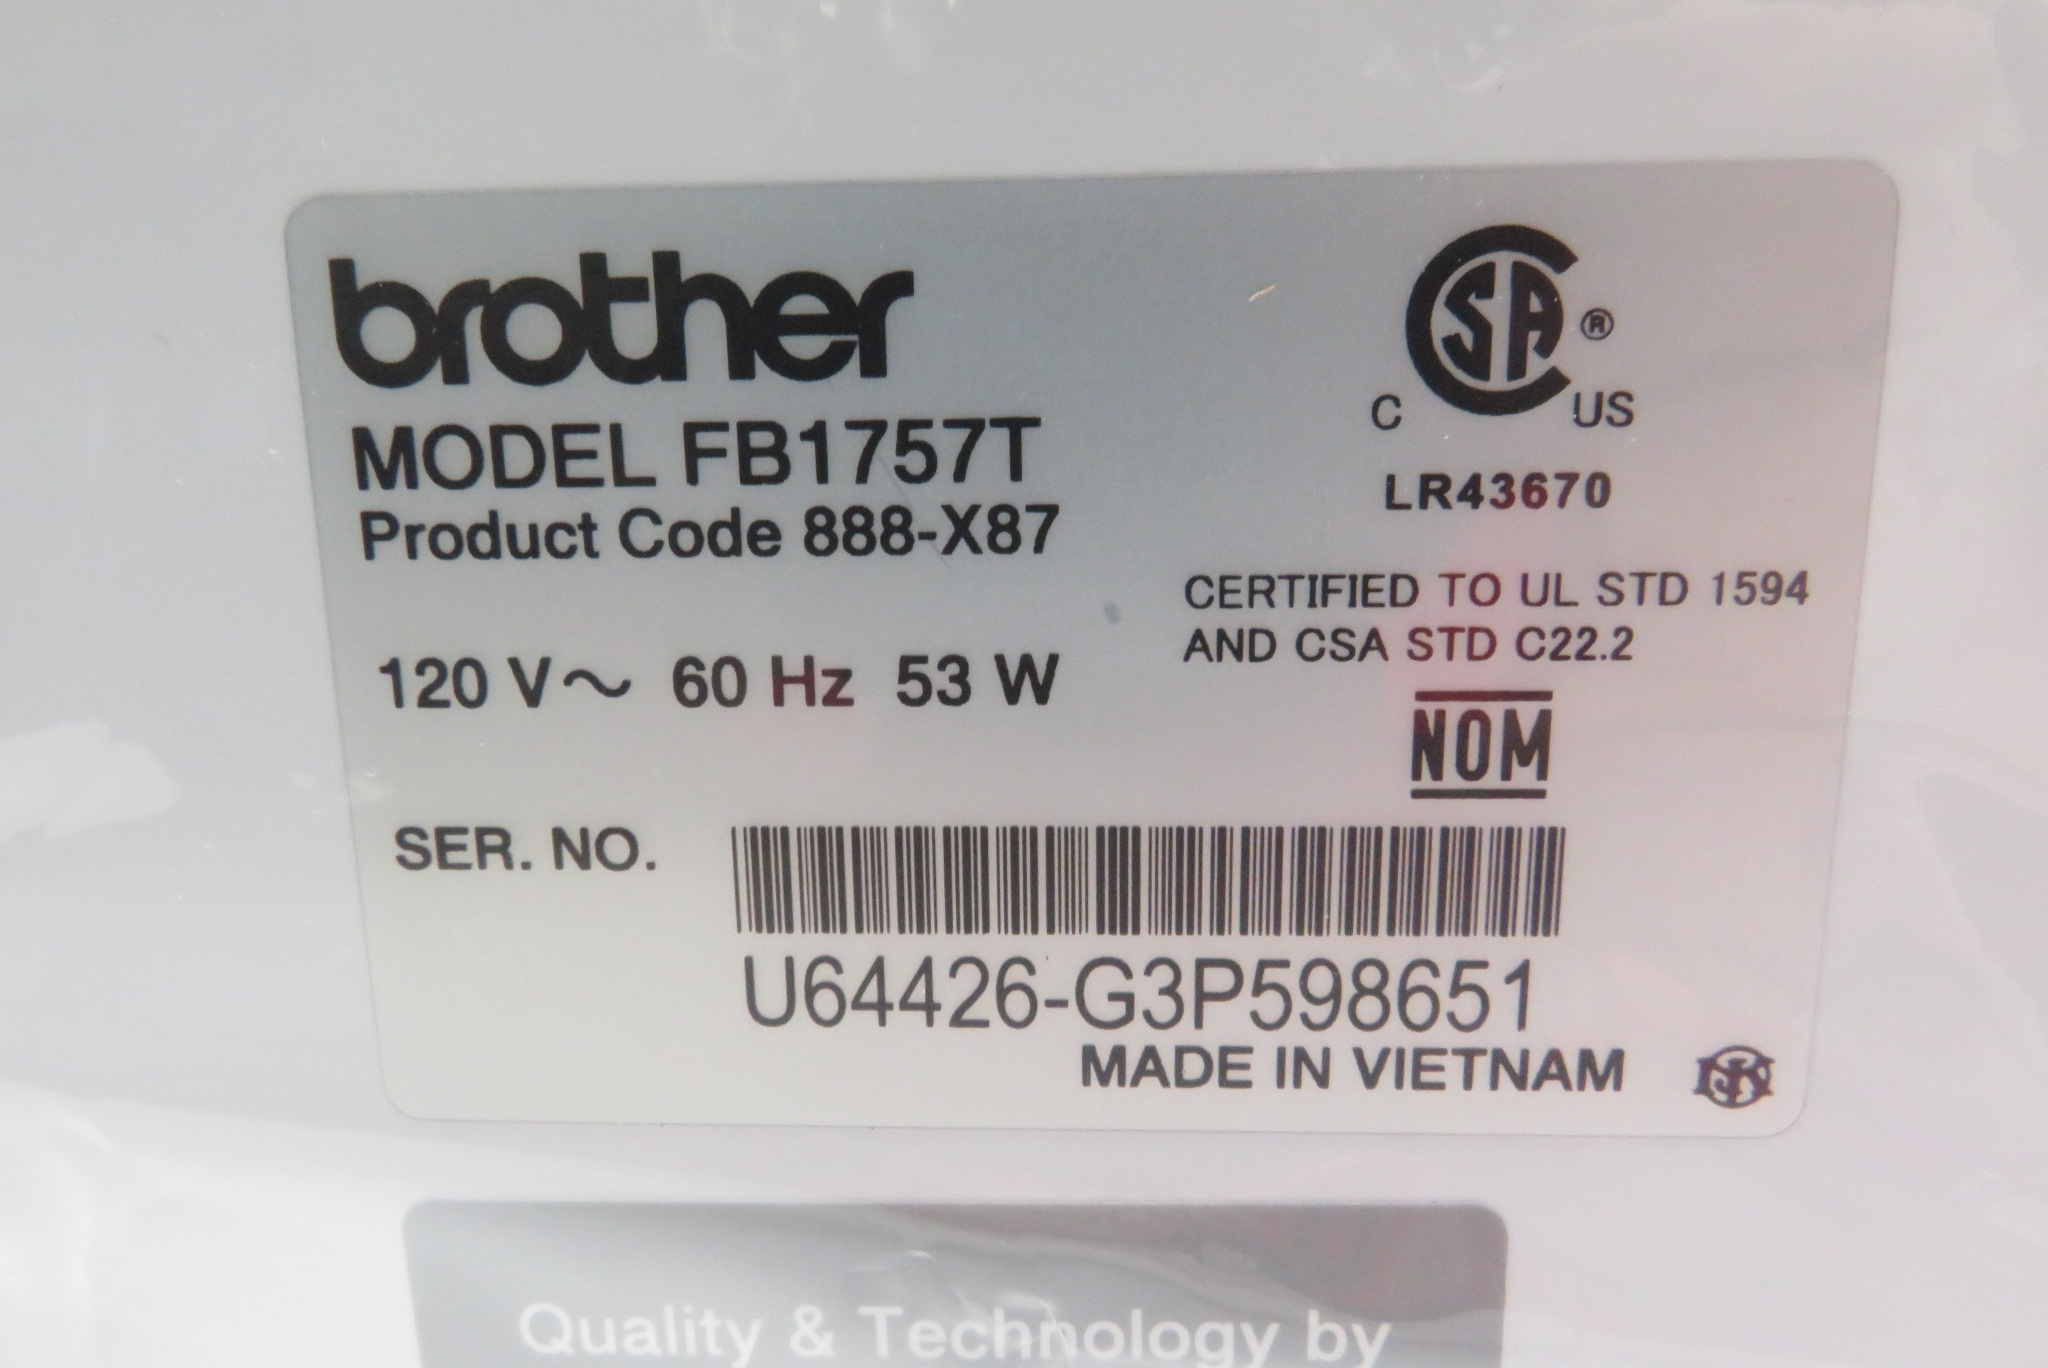 brother
MODEL FB1757T
Product Code 888-X87
120 V~ 60 Hz 53 W
CSA ®
C US
LR43670
CERTIFIED TO UL STD 1594
AND CSA STD C22.2
NOM
SER. NO.
U64426-G3P598651
MADE IN VIETNAM
Quality & Technology by